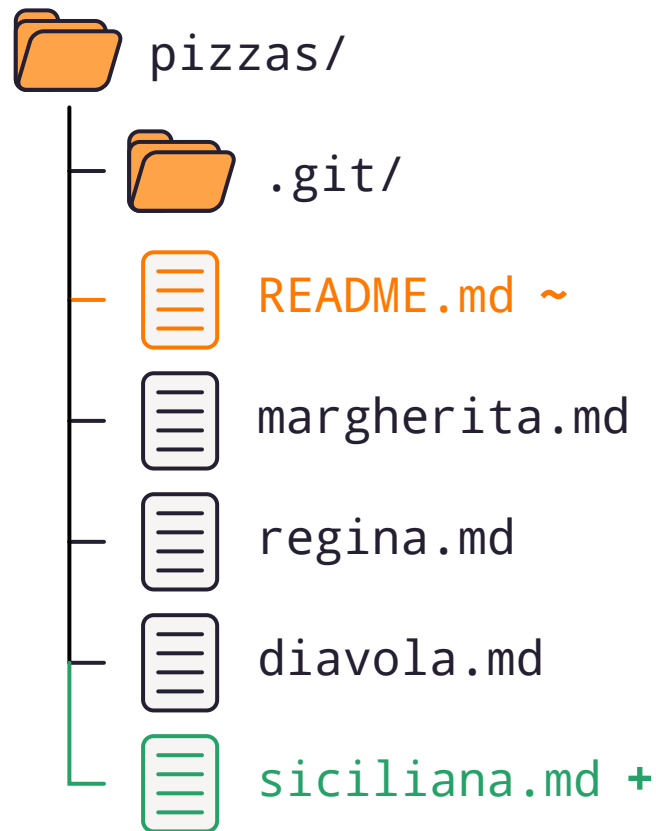 pizzas/
.git/
README.md ~
margherita.md
regina.md
diavola.md
siciliana.md +